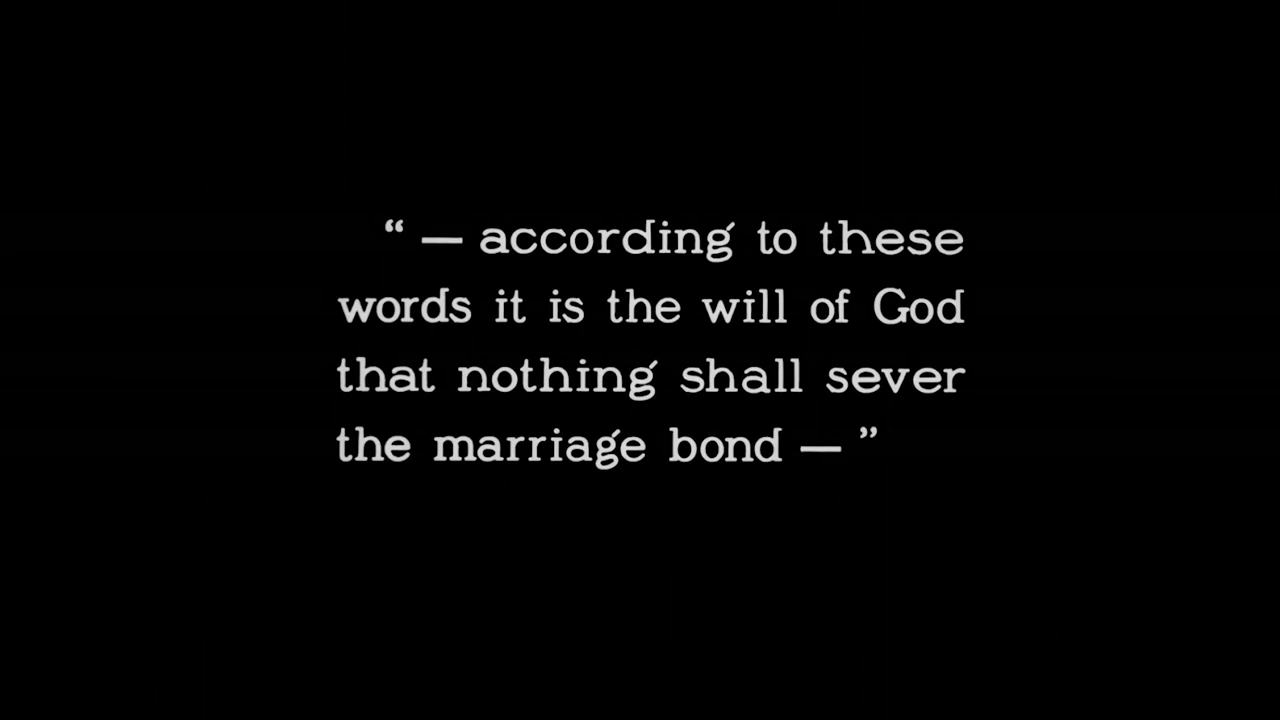 “ — according to these
words it is the will of God
that nothing shall sever
the marriage bond — ”